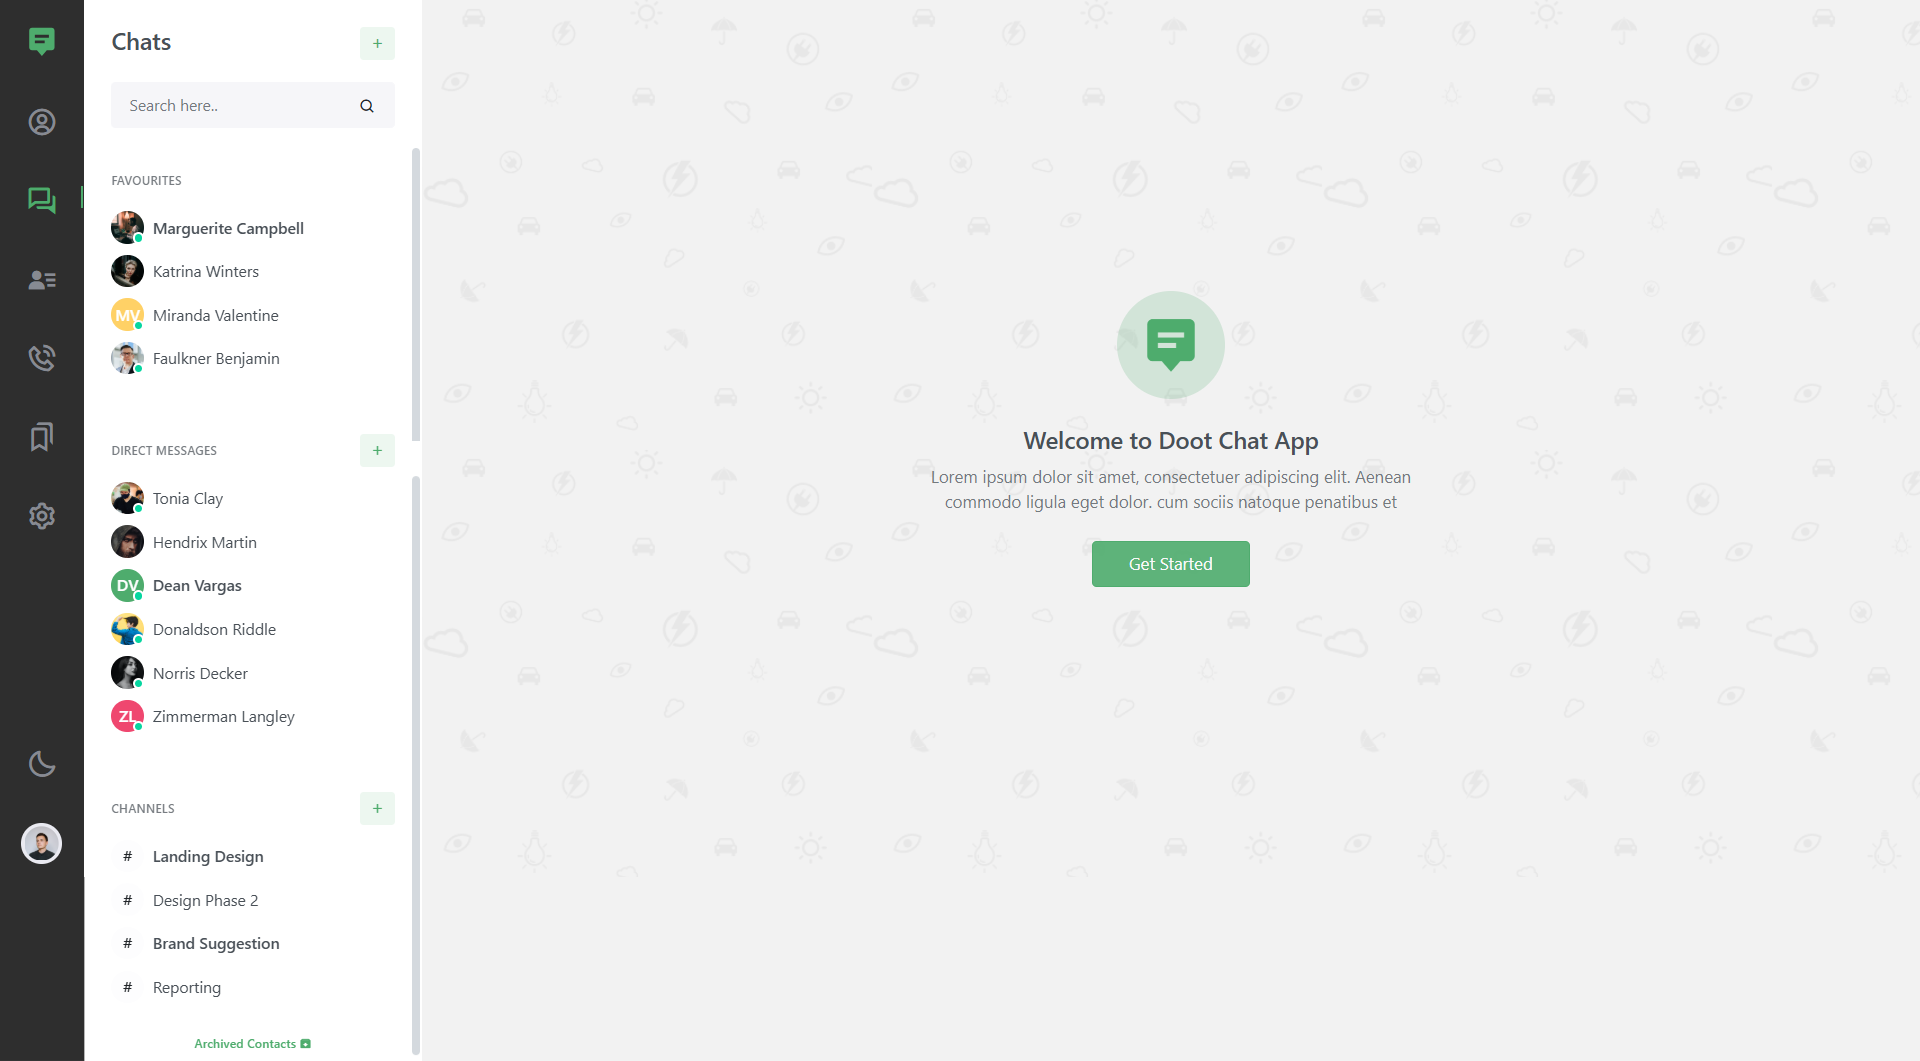 Chats
+
Search here..
FAVOURITES
Marguerite Campbell
Katrina Winters
MV
Miranda Valentine
Faulkner Benjamin
DIRECT MESSAGES
+
Tonia Clay
Hendrix Martin
DV
Dean Vargas
Donaldson Riddle
Norris Decker
ZL
Zimmerman Langley
CHANNELS
+
# Landing Design
# Design Phase 2
# Brand Suggestion
# Reporting
Archived Contacts
Welcome to Doot Chat App
Lorem ipsum dolor sit amet, consectetuer adipiscing elit. Aenean
commodo ligula eget dolor. cum sociis natoque penatibus et
Get Started